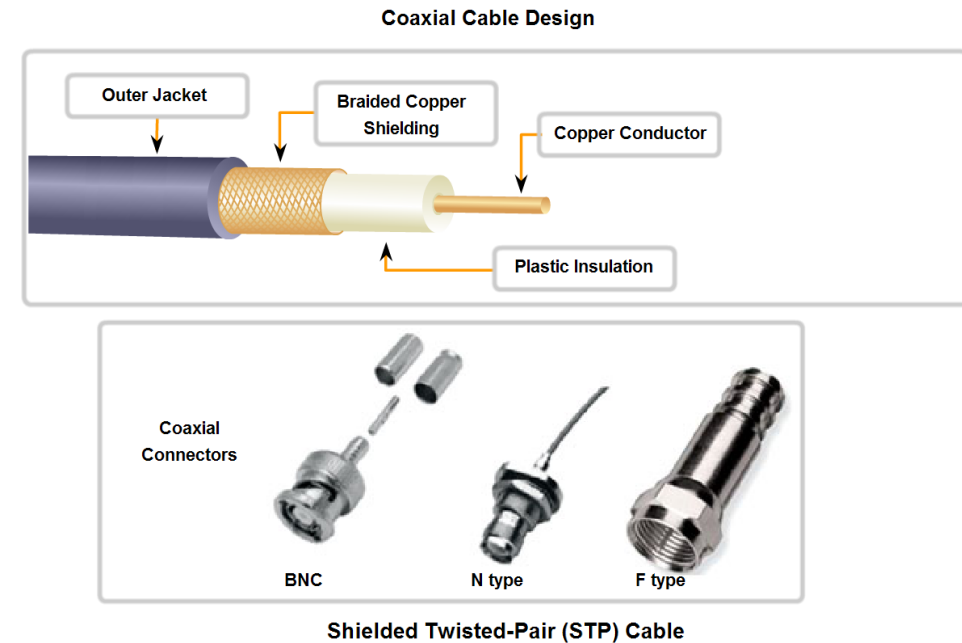 Coaxial Cable Design
Outer Jacket
Braided Copper
Shielding
Copper Conductor
Plastic Insulation
Coaxial
Connectors
BNC
N type
F type
Shielded Twisted-Pair (STP) Cable